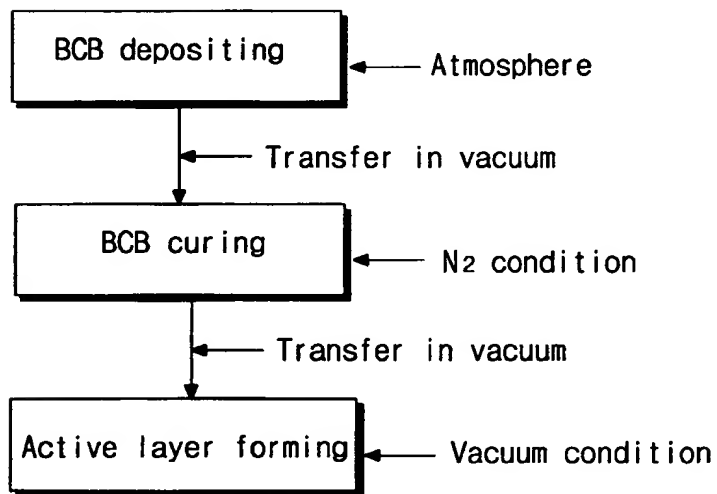 BCB depositing
Atmosphere
Transfer in vacuum
BCB curing
N2 condition
Transfer in vacuum
Active layer forming
Vacuum condition